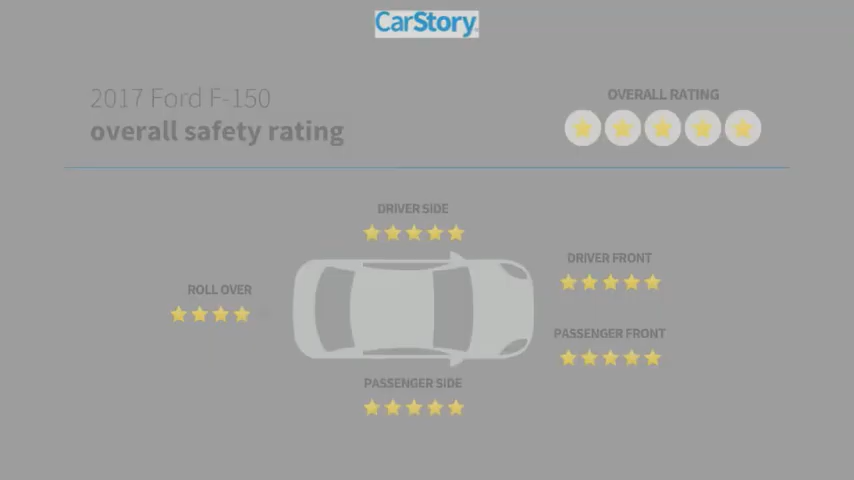 CarStory
2017 Ford F-150
overall safety rating
OVERALL RATING
DRIVER SIDE
DRIVER FRONT
ROLL OVER
PASSENGER FRONT
PASSENGER SIDE